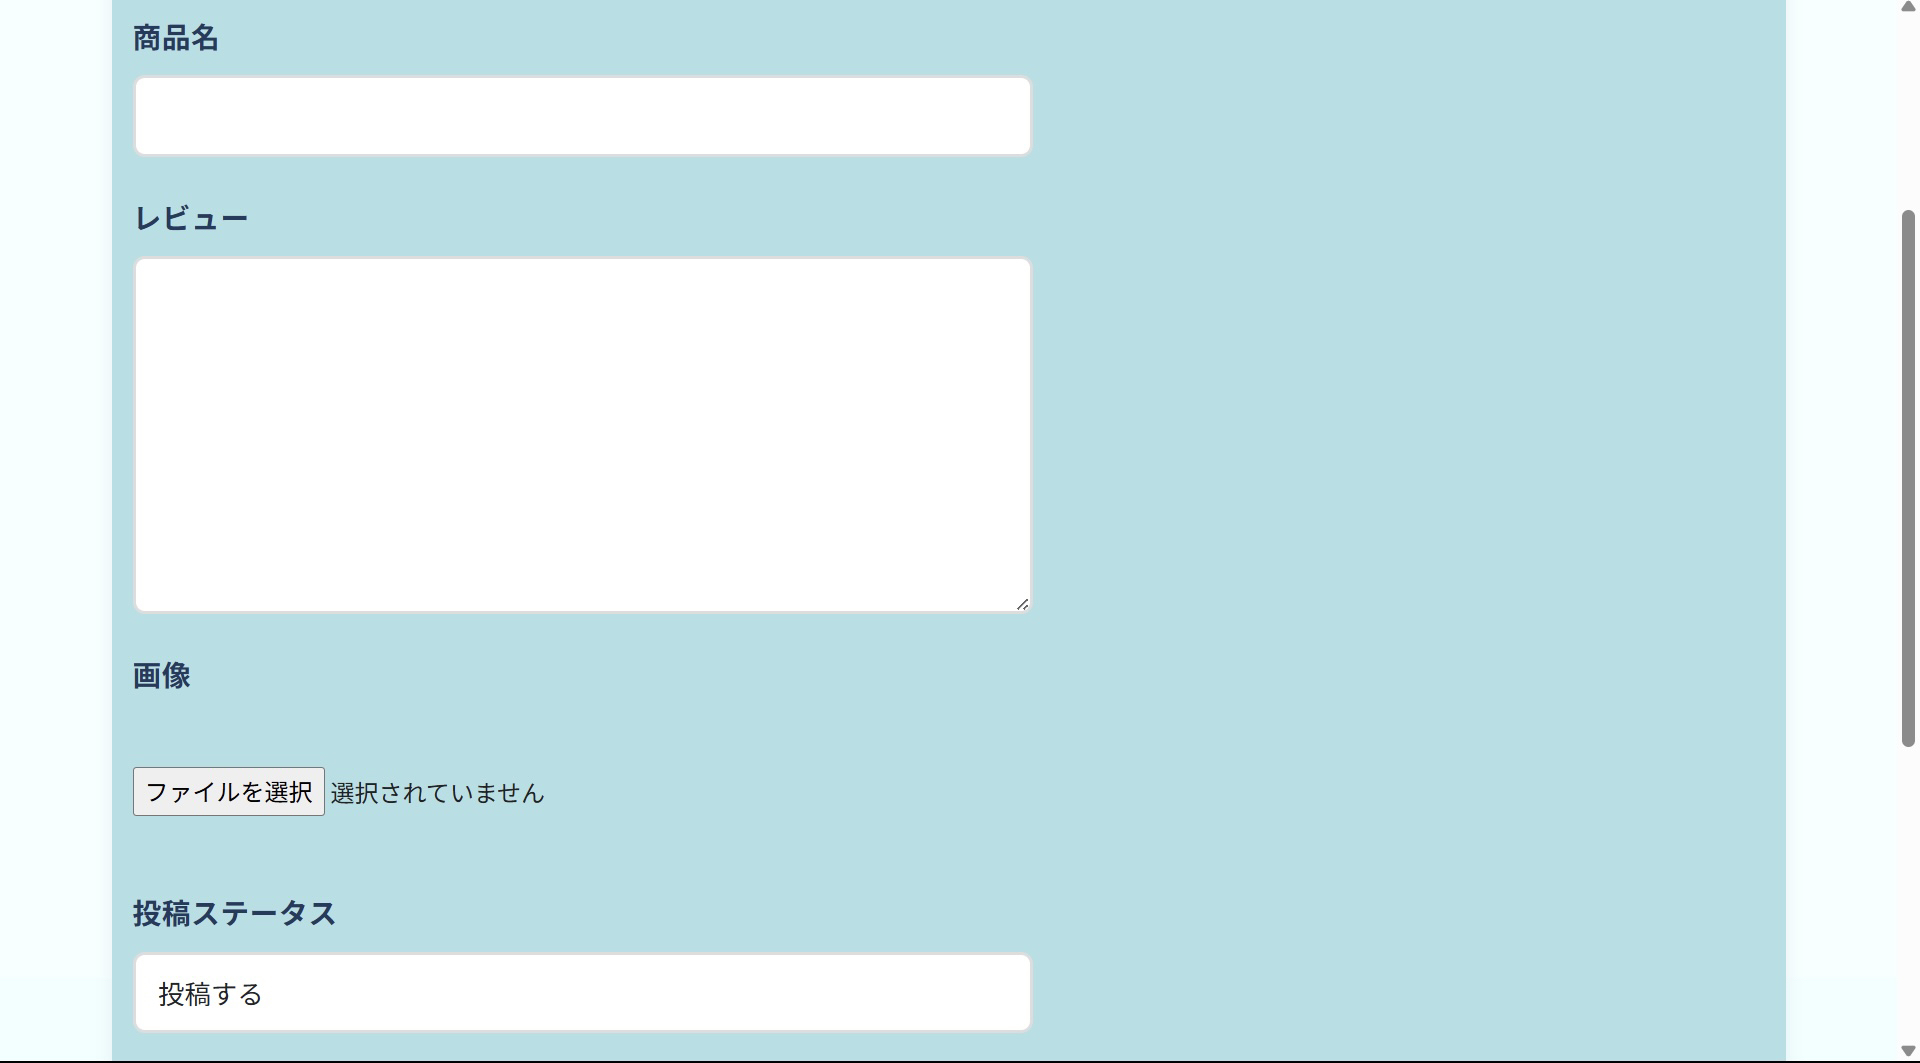 商品名
レビュー
画像
ファイルを選択 選択されていません
投稿ステータス
投稿する